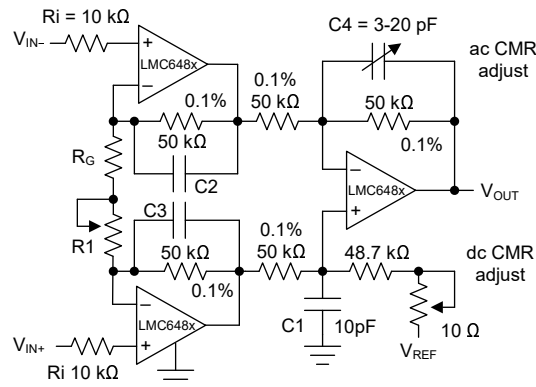 Ri = 10 kΩ
VIN–
LMC648x
C4 = 3-20 pF
ac CMR
adjust
0.1%
50 kΩ
0.1%
50 kΩ
50 kΩ
0.1%
RG
C2
LMC648x
VOUT
R1
C3
50 kΩ
0.1%
0.1%
50 kΩ
48.7 kΩ
dc CMR
adjust
LMC648x
C1
10pF
10 Ω
VREF
VIN+
Ri 10 kΩ